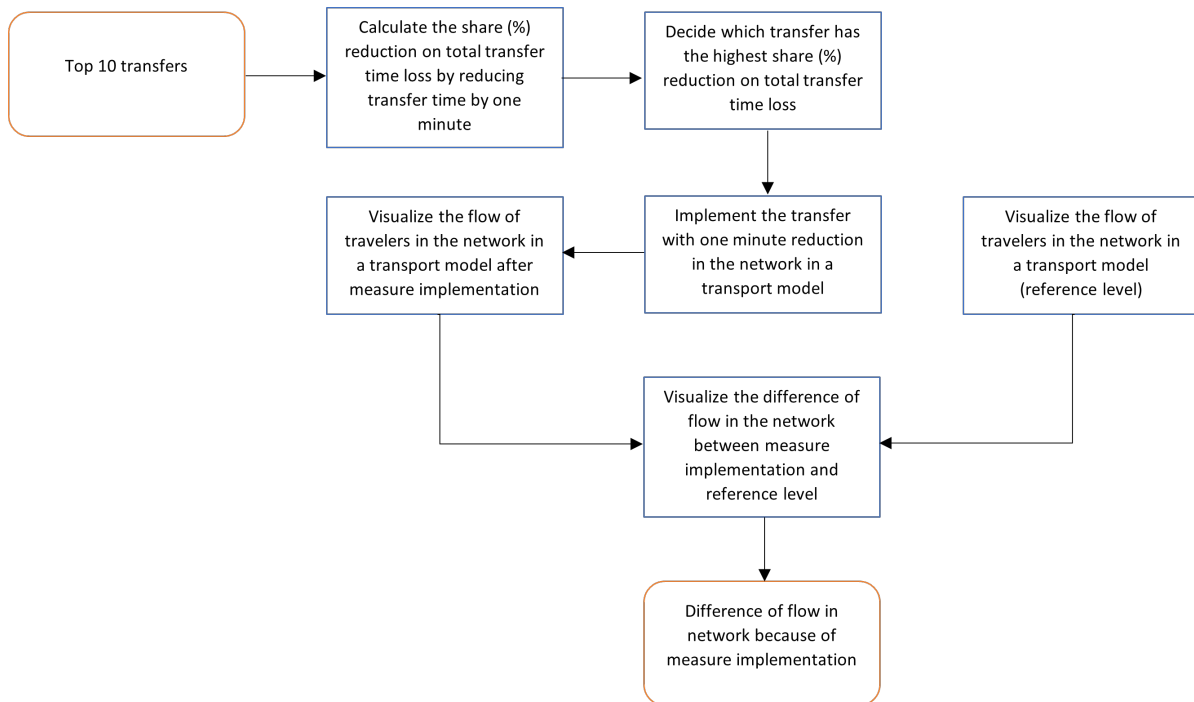 Top 10 transfers
Calculate the share (%)
reduction on total transfer
time loss by reducing
transfer time by one
minute
Decide which transfer has
the highest share (%)
reduction on total transfer
time loss
Visualize the flow of
travelers in the network in
a transport model after
measure implementation
Implement the transfer
with one minute reduction
in the network in a
transport model
Visualize the flow of
travelers in the network in
a transport model
(reference level)
Visualize the difference of
flow in the network
between measure
implementation and
reference level
Difference of flow in
network because of
measure implementation